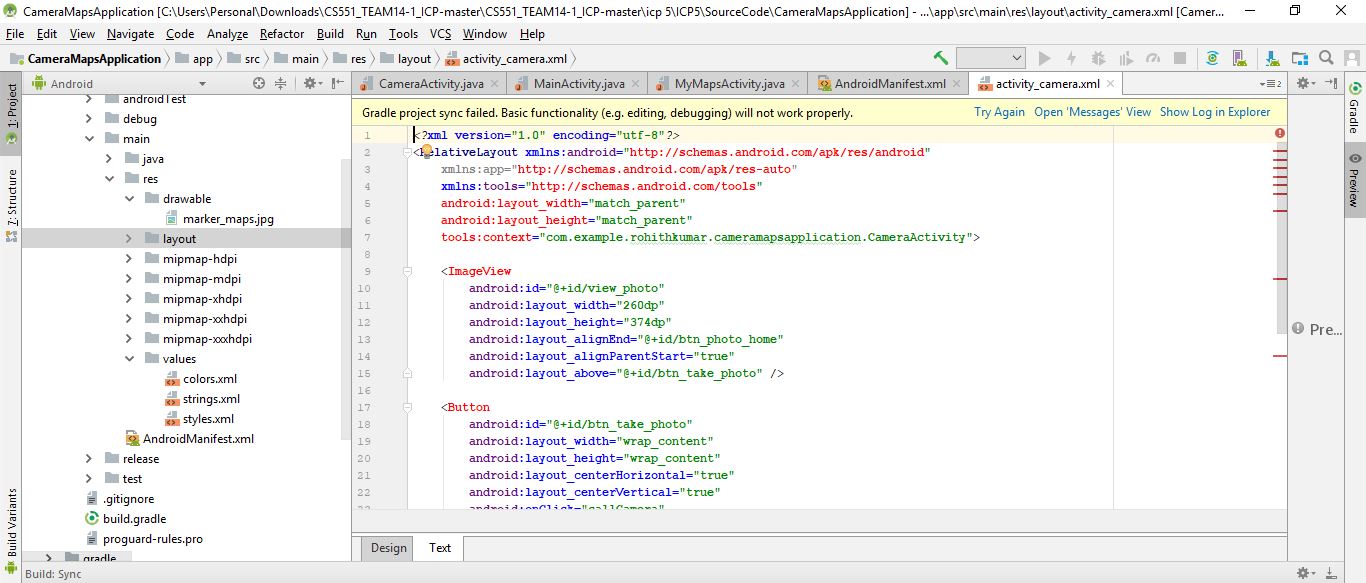 CameraMapsApplication [C:\Users\Personal\Downloads\CS551_TEAM14-1_ICP-master\CS551_TEAM14-1_ICP-master\icp 5\ICP5\SourceCode\CameraMapsApplication] - ...\app\src\main\res\layout\activity_camera.xml [Camer...
File Edit View Navigate Code Analyze Refactor Build Run Tools VCS Window Help
CameraMapsApplication app src main res layout activity_camera.xml
Android
CameraActivity.java MainActivity.java MyMapsActivity.java AndroidManifest.xml activity_camera.xml
2
1: Project
7: Structure
Build Variants
androidTest
debug
main
java
res
drawable
marker_maps.jpg
layout
mipmap-hdpi
mipmap-mdpi
mipmap-xhdpi
mipmap-xxhdpi
mipmap-xxxhdpi
values
colors.xml
strings.xml
styles.xml
AndroidManifest.xml
release
test
.gitignore
build.gradle
proguard-rules.pro
gradle
Gradle project sync failed. Basic functionality (e.g. editing, debugging) will not work properly. Try Again Open 'Messages' View Show Log in Explorer
1 <?xml version="1.0" encoding="utf-8"?>
2 <RelativeLayout xmlns:android="http://schemas.android.com/apk/res/android"
3 xmlns:app="http://schemas.android.com/apk/res-auto"
4 xmlns:tools="http://schemas.android.com/tools"
5 android:layout_width="match_parent"
6 android:layout_height="match_parent"
7 tools:context="com.example.rohithkumar.cameramapsapplication.CameraActivity">
8
9 <ImageView
10 android:id="@+id/view_photo"
11 android:layout_width="260dp"
12 android:layout_height="374dp"
13 android:layout_alignEnd="@+id/btn_photo_home"
14 android:layout_alignParentStart="true"
15 android:layout_above="@+id/btn_take_photo" />
16
17 <Button
18 android:id="@+id/btn_take_photo"
19 android:layout_width="wrap_content"
20 android:layout_height="wrap_content"
21 android:layout_centerHorizontal="true"
22 android:layout_centerVertical="true"
23 android:onClick="callCamera"
Design Text
Gradle
Preview
Pre...
Build: Sync